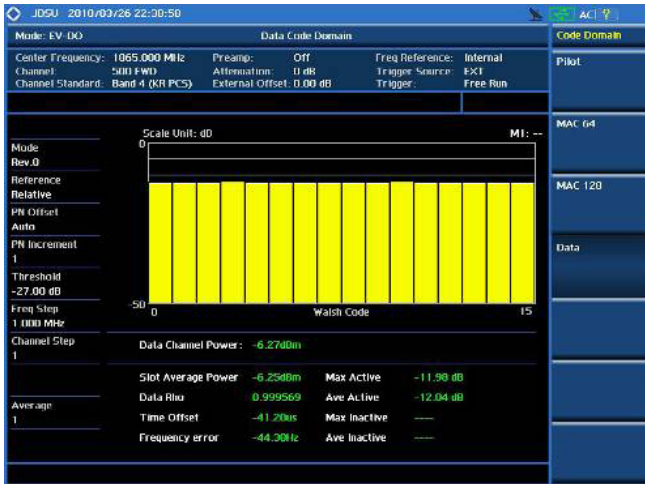 JDSU 2010/03/26 22:30:50
AC
Mode: EV-DO
Data Code Domain
Code Domain
Center Frequency: 1865.000 MHz
Preamp: Off
Freq Reference: Internal
Channel: 500 FWD
Attenuation: 0 dB
Trigger Source: EXT
Channel Standard: Band 4 (KR PCS)
External Offset: 0.00 dB
Trigger: Free Run
Pilot
MAC 64
MAC 120
Data
Mode
Rev.0
Reference
Relative
PN Offset
Auto
PN Increment
1
Threshold
-27.00 dB
Freq Step
1.000 MHz
Channel Step
1
Average
1
Scale Unit: dB
M1: --
0
-50
0
Walsh Code
15
Data Channel Power: -6.27dBm
Slot Average Power -6.25dBm
Max Active -11.98 dB
Data Rho 0.999569
Ave Active -12.04 dB
Time Offset -41.20us
Max Inactive ----
Frequency error -44.30Hz
Ave Inactive ----